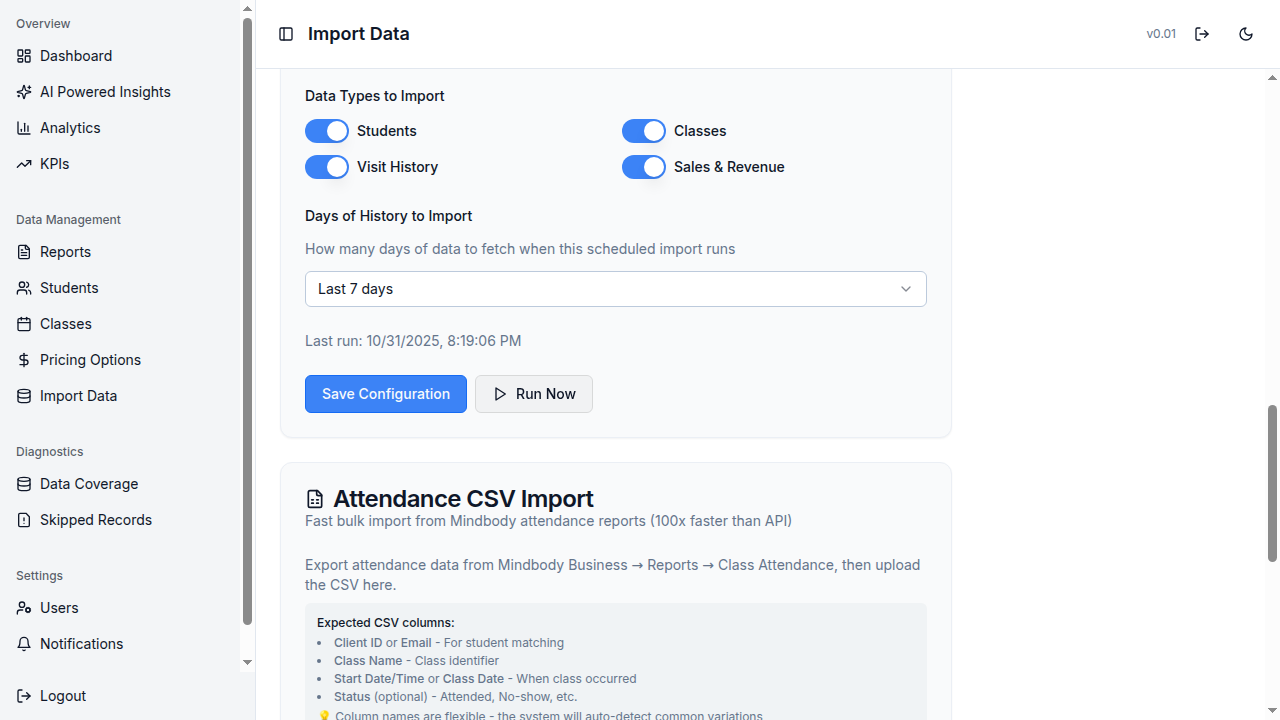 Overview
Dashboard
AI Powered Insights
Analytics
KPIs
Data Management
Reports
Students
Classes
Pricing Options
Import Data
Diagnostics
Data Coverage
Skipped Records
Settings
Users
Notifications
Logout
Import Data
v0.01
Data Types to Import
Students
Classes
Visit History
Sales & Revenue
Days of History to Import
How many days of data to fetch when this scheduled import runs
Last 7 days
Last run: 10/31/2025, 8:19:06 PM
Save Configuration
Run Now
Attendance CSV Import
Fast bulk import from Mindbody attendance reports (100x faster than API)
Export attendance data from Mindbody Business → Reports → Class Attendance, then upload
the CSV here.
Expected CSV columns:
• Client ID or Email - For student matching
• Class Name - Class identifier
• Start Date/Time or Class Date - When class occurred
• Status (optional) - Attended, No-show, etc.
💡 Column names are flexible - the system will auto-detect common variations